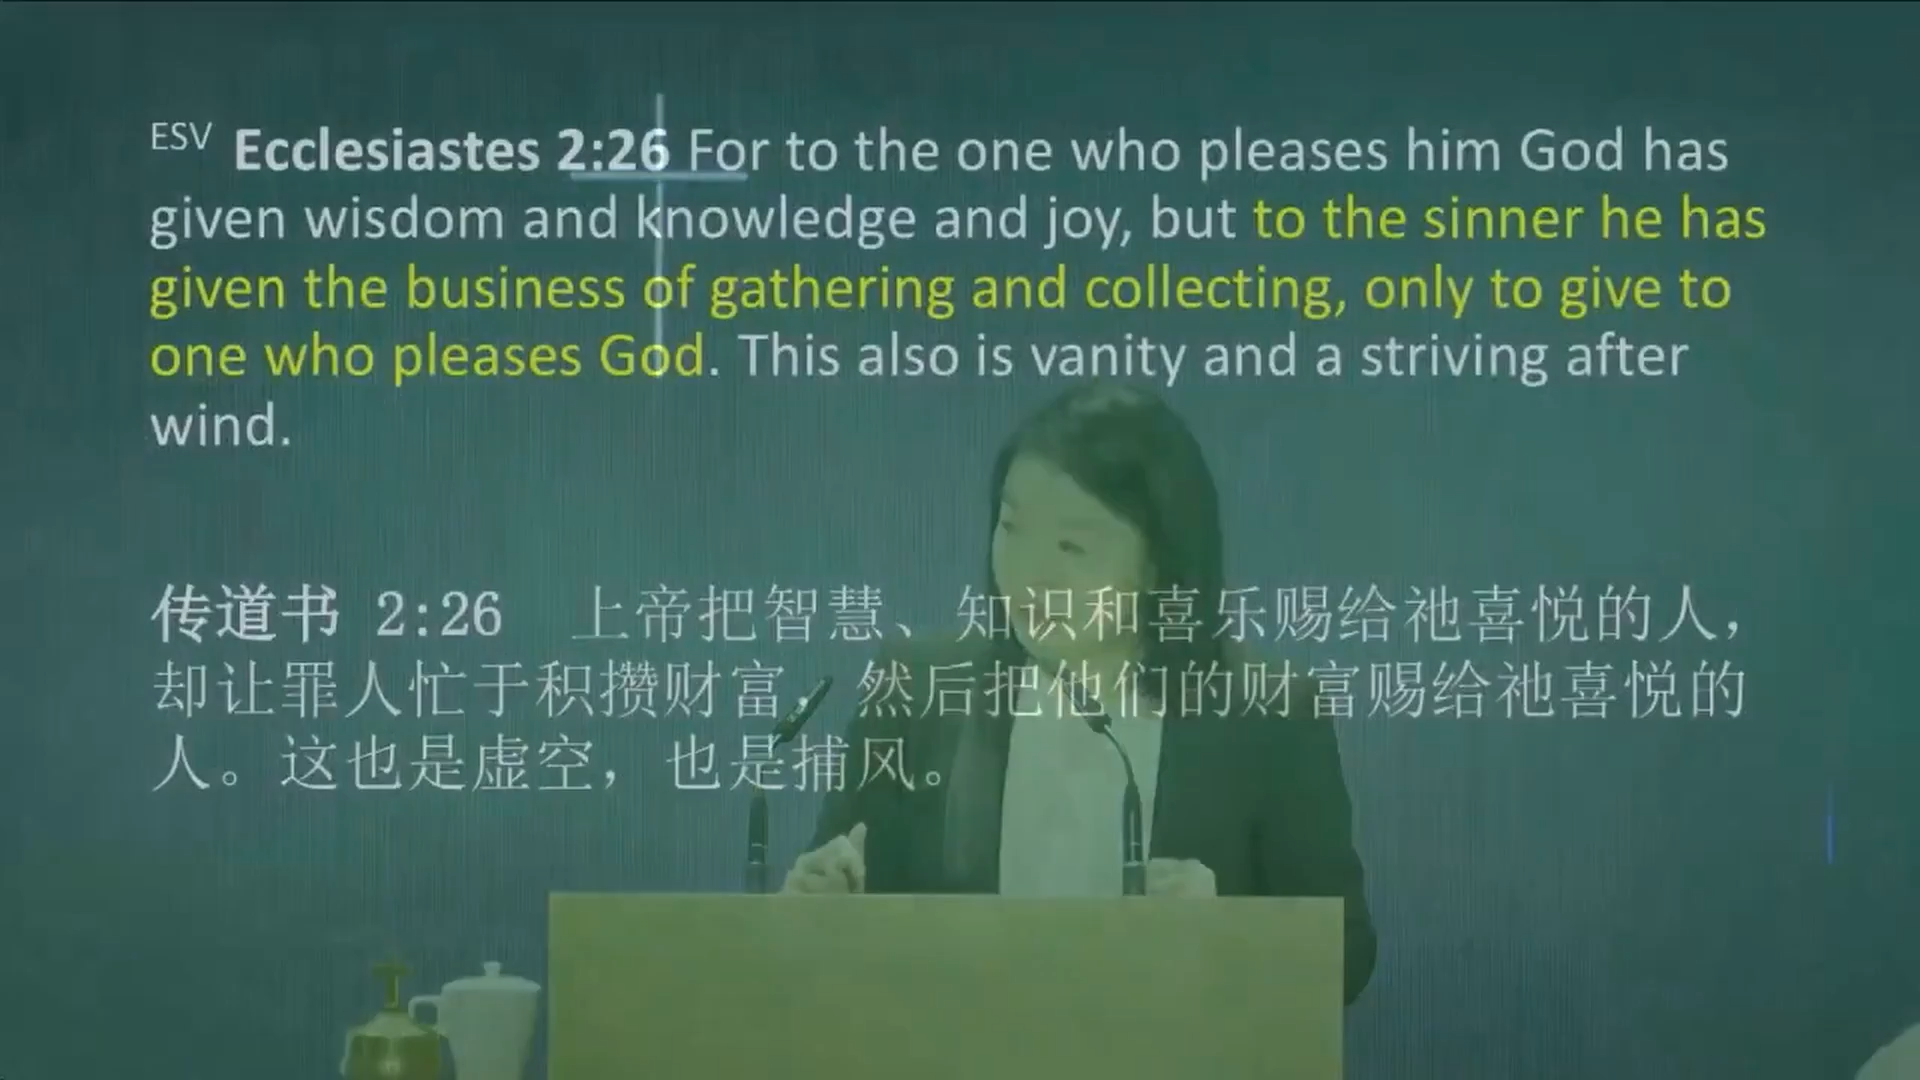 ESV Ecclesiastes 2:26 For to the one who pleases him God has
given wisdom and knowledge and joy, but to the sinner he has
given the business of gathering and collecting, only to give to
one who pleases God. This also is vanity and a striving after
wind.
传道书 2:26 上帝把智慧、知识和喜乐赐给祂喜悦的人，
却让罪人忙于积攒财富，然后把他们的财富赐给祂喜悦的
人。这也是虚空，也是捕风。